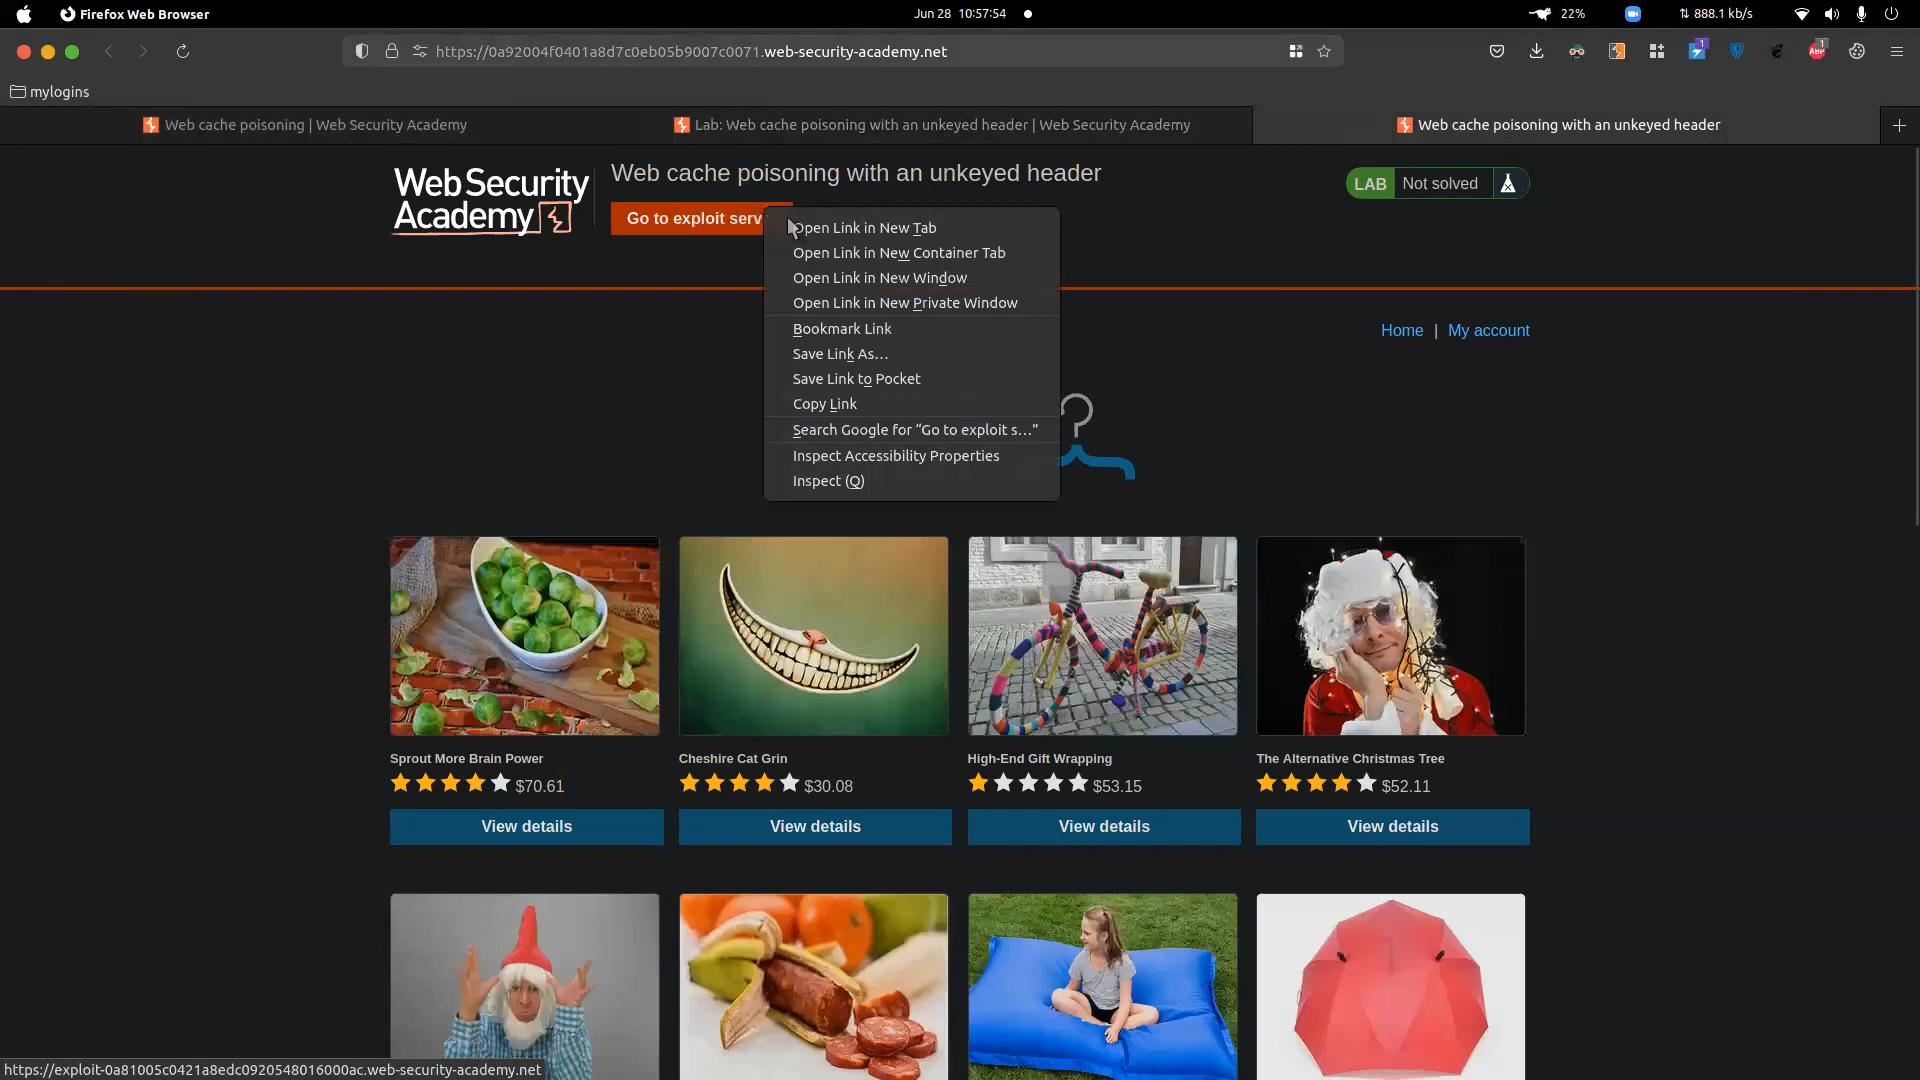 Firefox Web Browser
Jun 28 10:57:54
22%
888.1 kb/s
https://0a92004f0401a8d7c0eb05b9007c0071.web-security-academy.net
1
ABP
1
mylogins
Web cache poisoning | Web Security Academy
Lab: Web cache poisoning with an unkeyed header | Web Security Academy
Web cache poisoning with an unkeyed header
WebSecurity
Academy
Web cache poisoning with an unkeyed header
LAB
Not solved
Go to exploit serv
Open Link in New Tab
Open Link in New Container Tab
Open Link in New Window
Open Link in New Private Window
Bookmark Link
Save Link As…
Save Link to Pocket
Copy Link
Search Google for “Go to exploit s…”
Inspect Accessibility Properties
Inspect (Q)
Home | My account
Sprout More Brain Power
$70.61
View details
Cheshire Cat Grin
$30.08
View details
High-End Gift Wrapping
$53.15
View details
The Alternative Christmas Tree
$52.11
View details
https://exploit-0a81005c0421a8edc0920548016000ac.web-security-academy.net